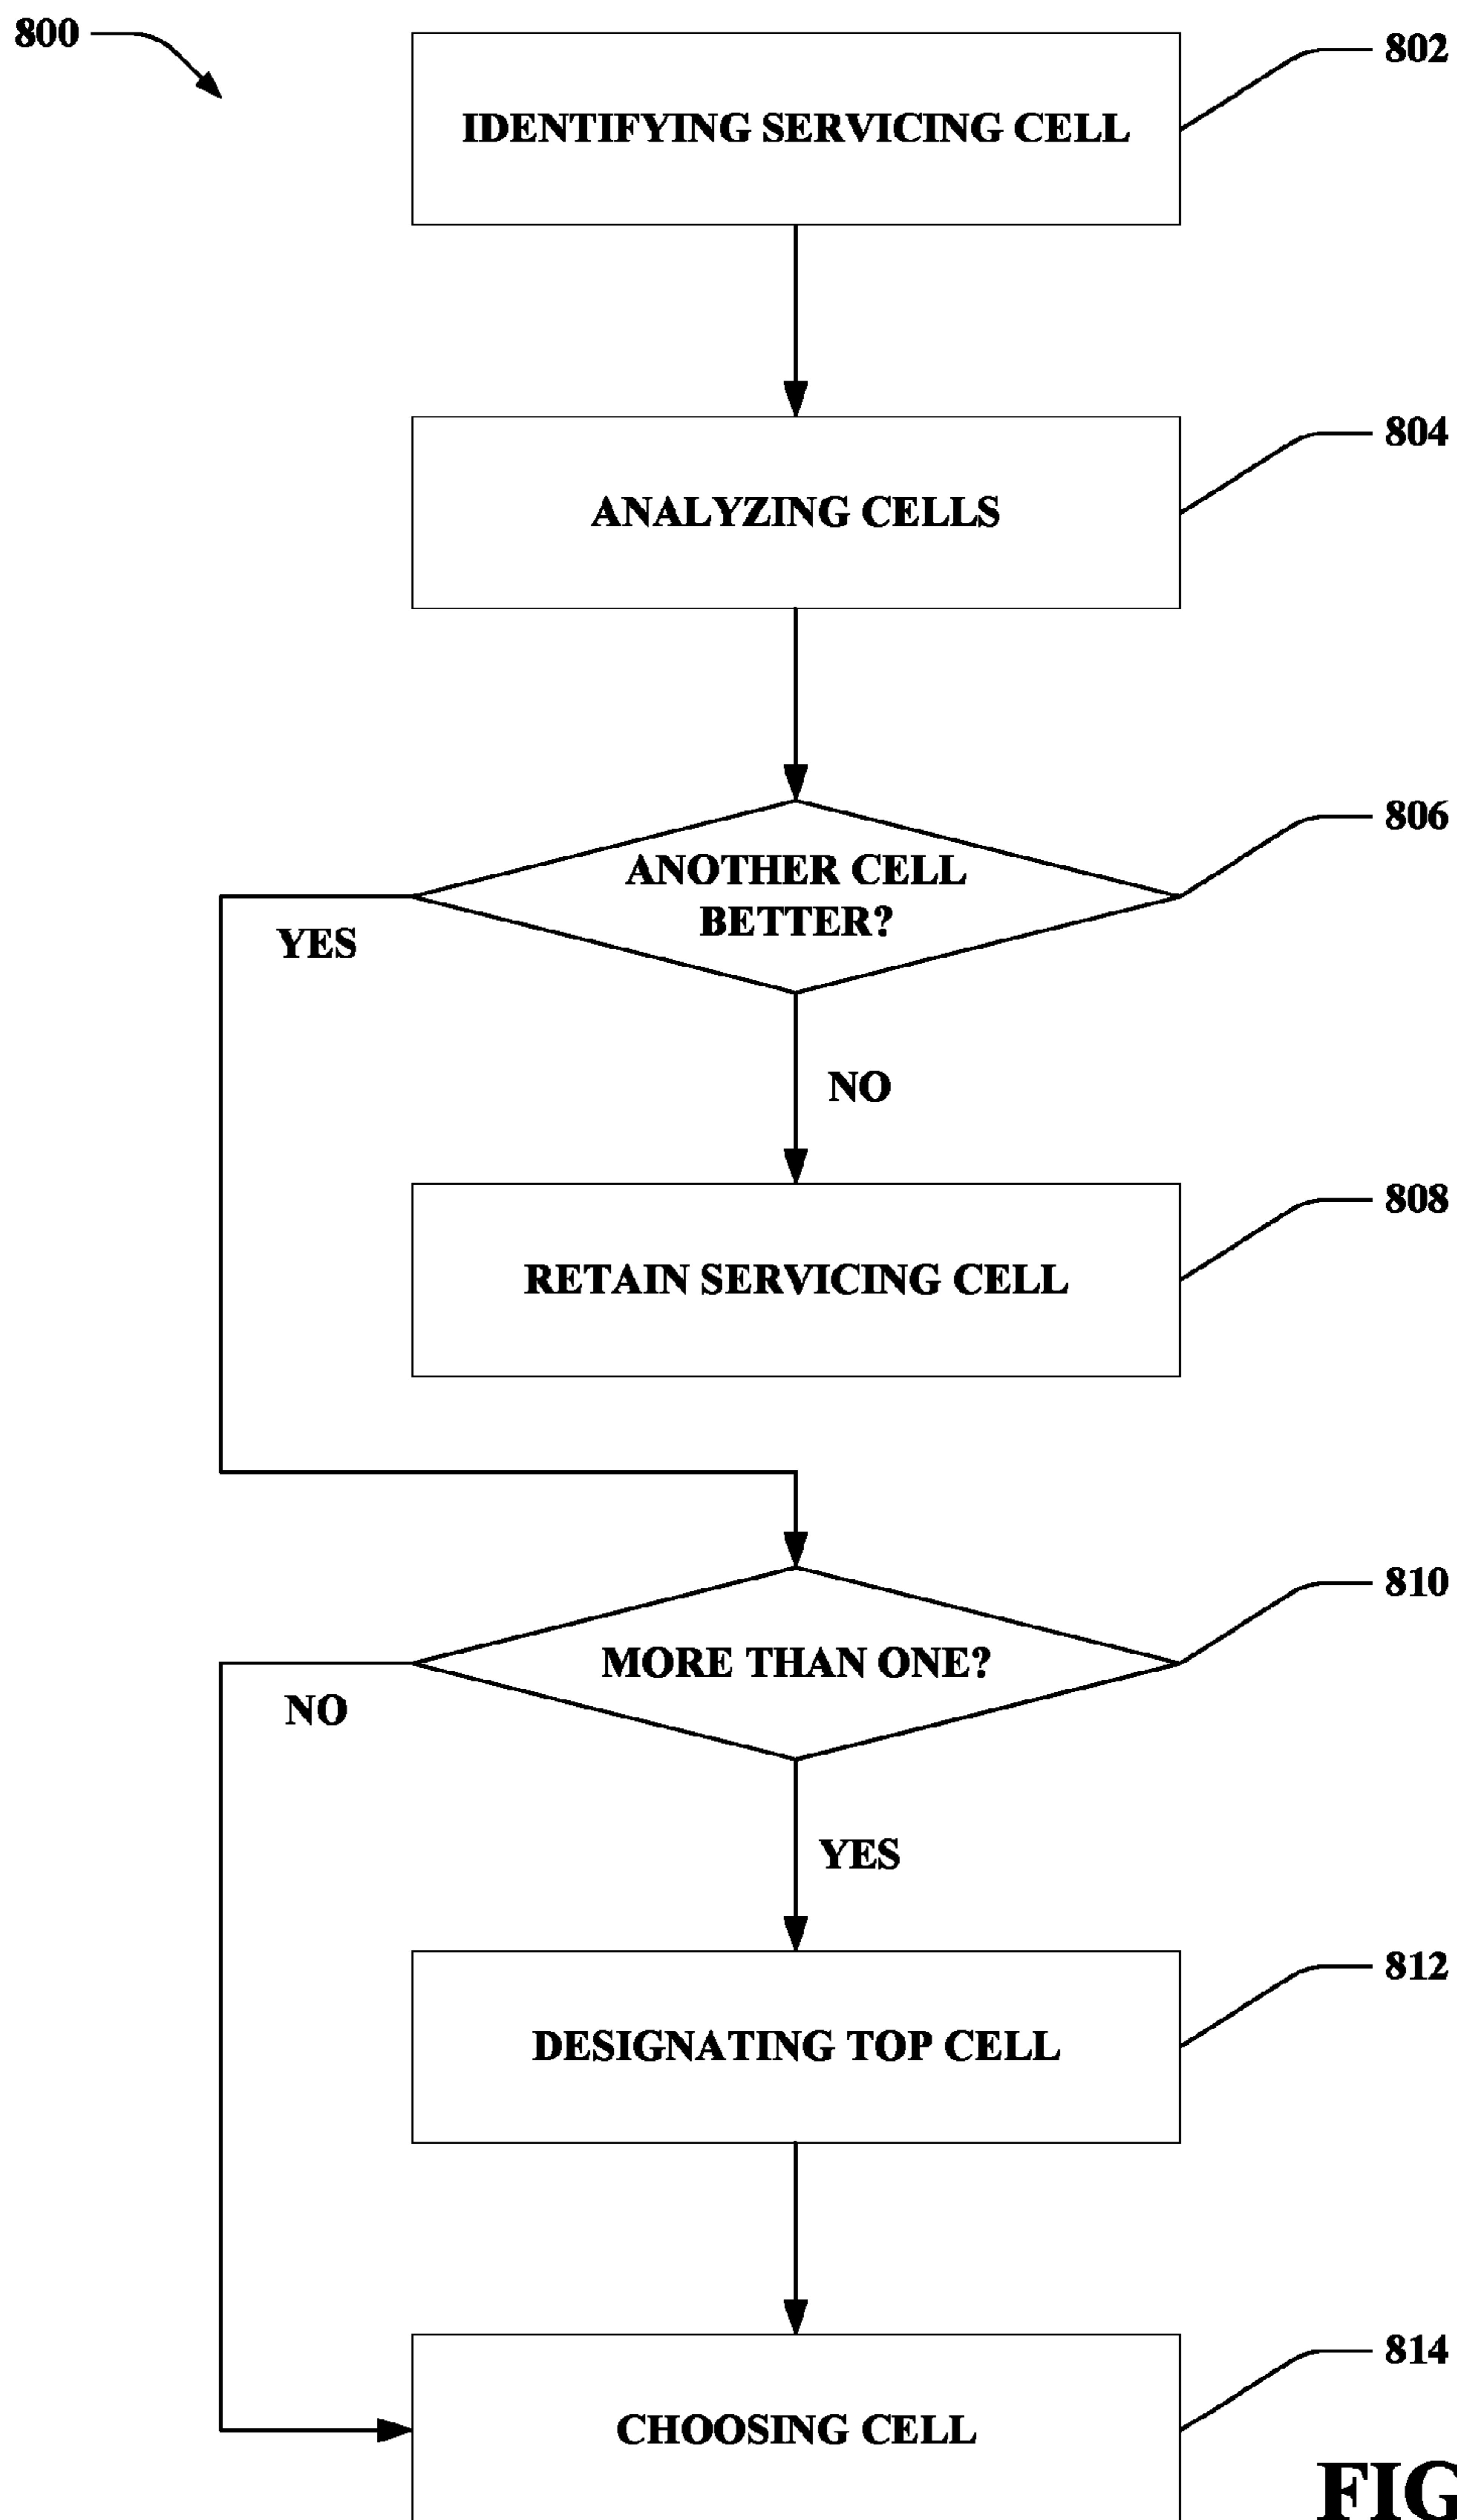 800
802
IDENTIFYING SERVICING CELL
804
ANALYZING CELLS
806
ANOTHER CELL
BETTER?
YES
NO
808
RETAIN SERVICING CELL
810
MORE THAN ONE?
NO
YES
812
DESIGNATING TOP CELL
814
CHOOSING CELL
FIG